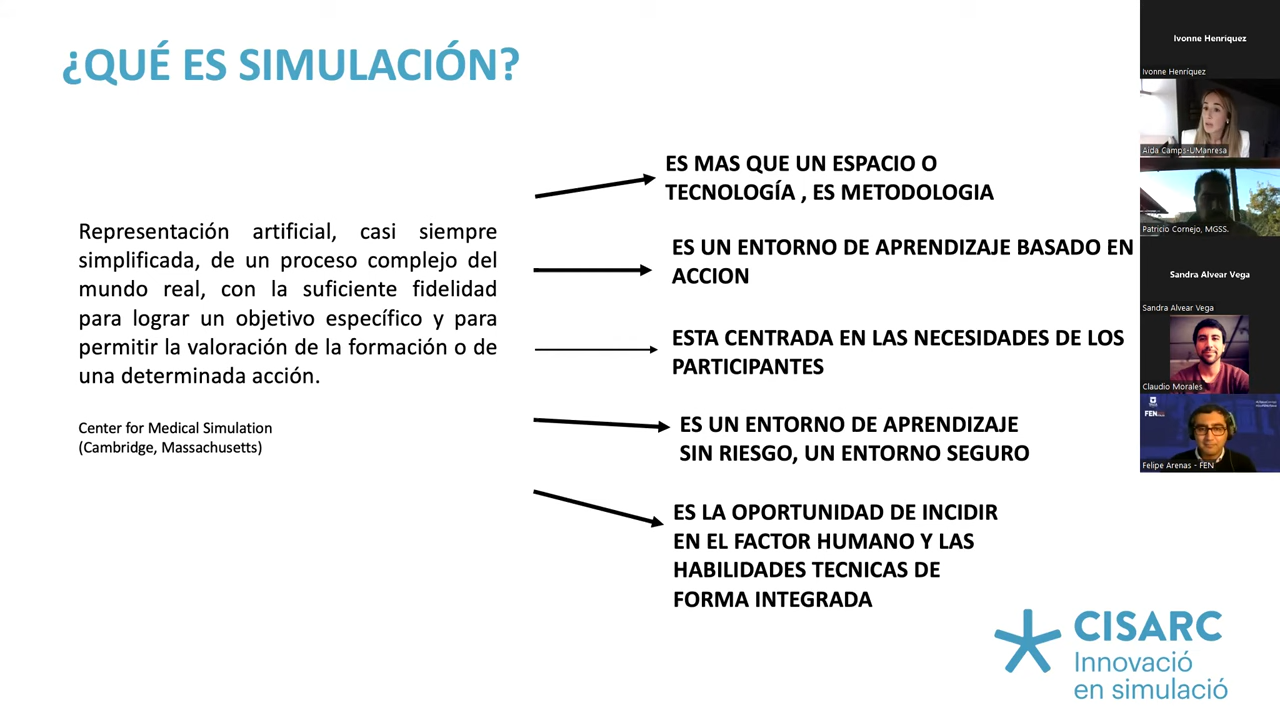 ¿QUÉ ES SIMULACIÓN?
Representación artificial, casi siempre
simplificada, de un proceso complejo del
mundo real, con la suficiente fidelidad
para lograr un objetivo específico y para
permitir la valoración de la formación o de
una determinada acción.
Center for Medical Simulation
(Cambridge, Massachusetts)
ES MAS QUE UN ESPACIO O
TECNOLOGÍA , ES METODOLOGIA
ES UN ENTORNO DE APRENDIZAJE BASADO EN
ACCION
ESTA CENTRADA EN LAS NECESIDADES DE LOS
PARTICIPANTES
ES UN ENTORNO DE APRENDIZAJE
SIN RIESGO, UN ENTORNO SEGURO
ES LA OPORTUNIDAD DE INCIDIR
EN EL FACTOR HUMANO Y LAS
HABILIDADES TECNICAS DE
FORMA INTEGRADA
CISARC
Innovació
en simulació
Ivonne Henríquez
Ivonne Henríquez
Aida Camps-UManresa
Patricio Cornejo, MGSS.
Sandra Alvear Vega
Sandra Alvear Vega
Claudio Morales
FEN
Felipe Arenas - FEN